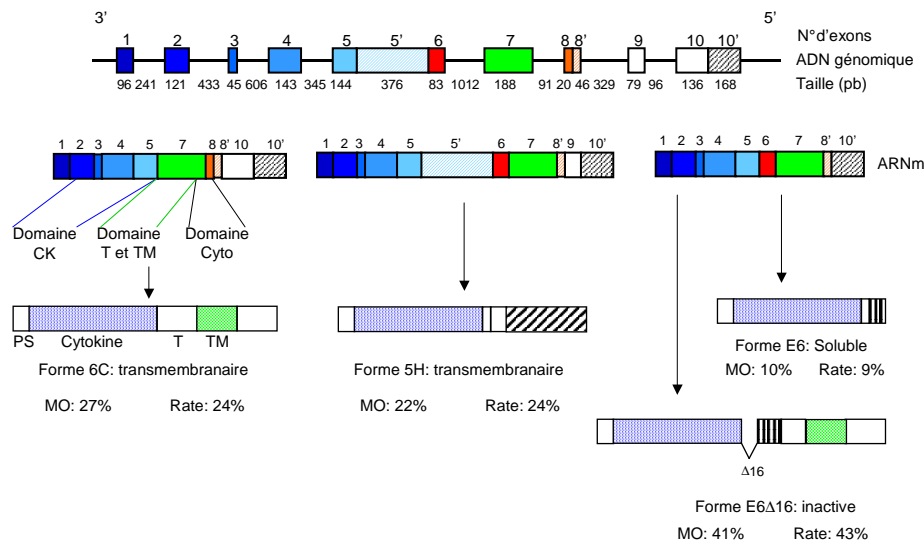 3’ 5’
1 2 3 4 5 5’ 6 7 8 8’ 9 10 10’ N°d’exons
ADN génomique
96 241 121 433 45 606 143 345 144 376 83 1012 188 91 20 46 329 79 96 136 168 Taille (pb)
1 2 3 4 5 7 8 8’ 10 10’
1 2 3 4 5 5’ 6 7 8’ 9 10’
1 2 3 4 5 6 7 8’ 10’
ARNm
Domaine CK
Domaine T et TM
Domaine Cyto
PS Cytokine T TM
Forme 6C: transmembranaire
MO: 27% Rate: 24%
Forme 5H: transmembranaire
MO: 22% Rate: 24%
Forme E6: Soluble
MO: 10% Rate: 9%
Δ16
Forme E6Δ16: inactive
MO: 41% Rate: 43%